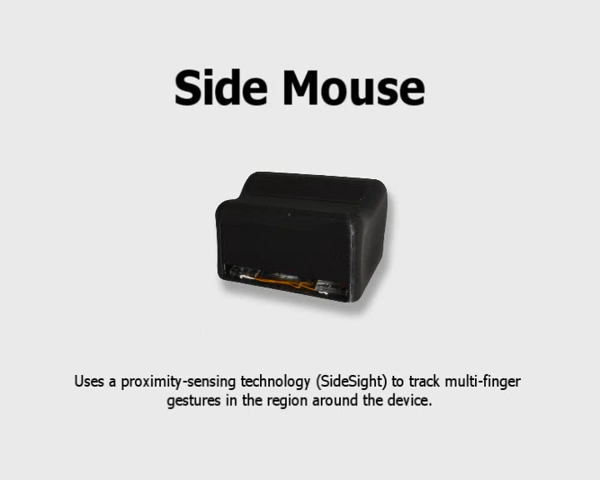 Side Mouse
Uses a proximity-sensing technology (SideSight) to track multi-finger
gestures in the region around the device.